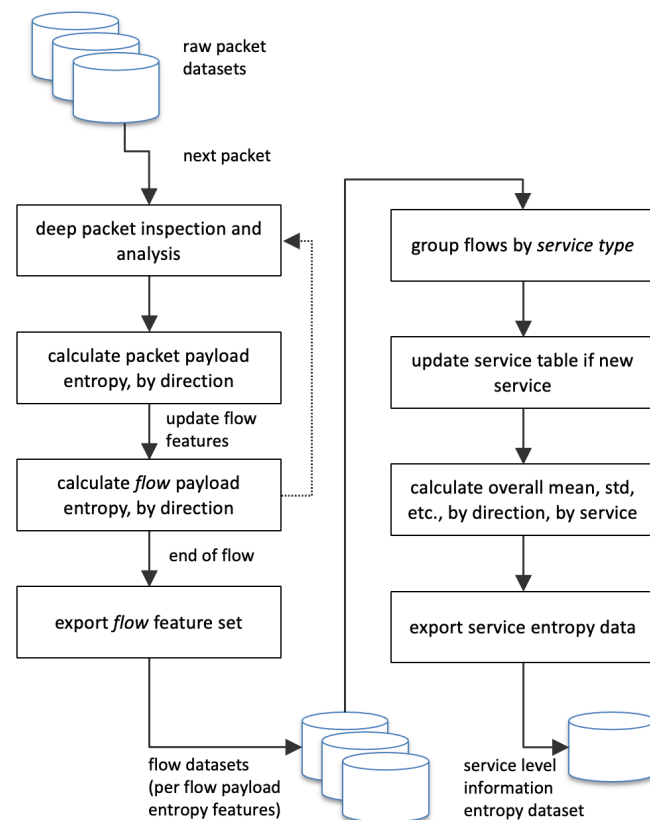 raw packet
datasets
next packet
deep packet inspection and
analysis
calculate packet payload
entropy, by direction
update flow
features
calculate flow payload
entropy, by direction
end of flow
export flow feature set
flow datasets
(per flow payload
entropy features)
group flows by service type
update service table if new
service
calculate overall mean, std,
etc., by direction, by service
export service entropy data
service level
information
entropy dataset